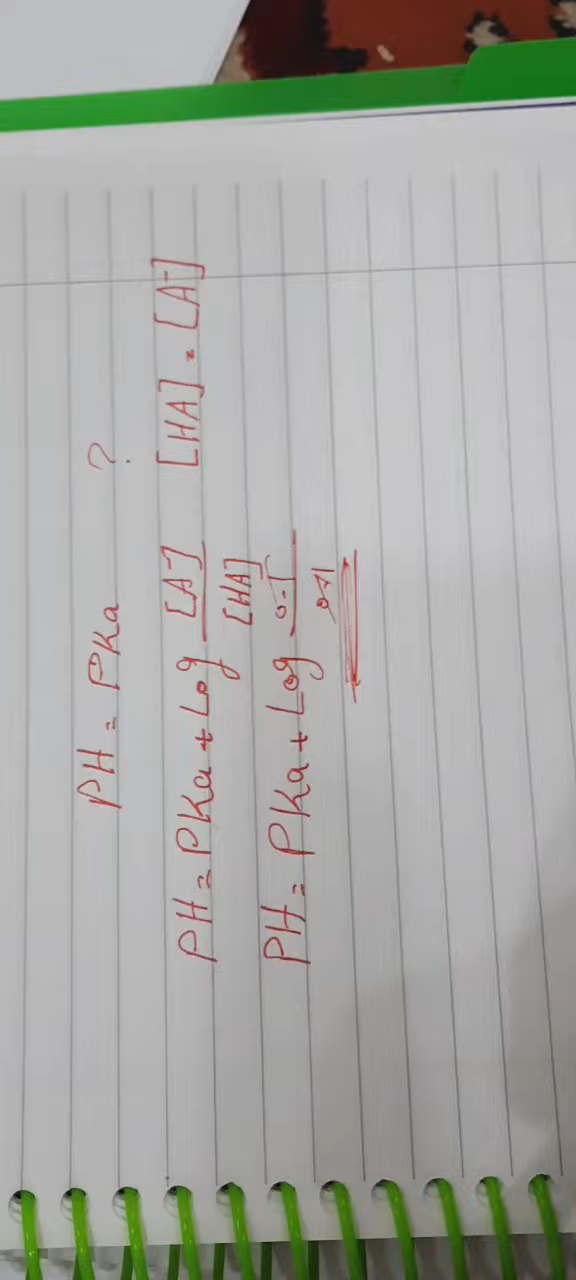 PH = PKa ?
PH = PKa + Log [A-]/[HA] [HA] = [A-]
PH = PKa + Log 0.1/0.1